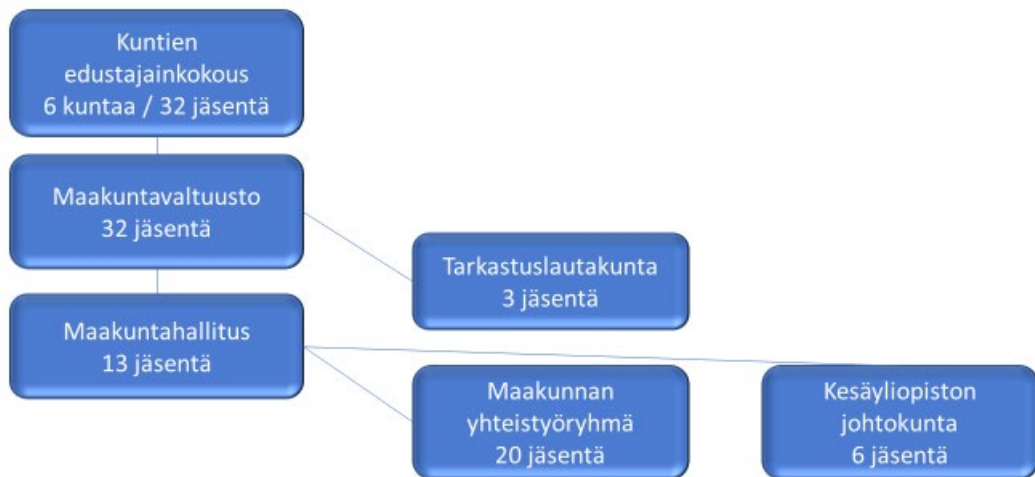 Kuntien
edustajainkokous
6 kuntaa / 32 jäsentä
Maakuntavaltuusto
32 jäsentä
Tarkastuslautakunta
3 jäsentä
Maakuntahallitus
13 jäsentä
Maakunnan
yhteistyöryhmä
20 jäsentä
Kesäyliopiston
johtokunta
6 jäsentä